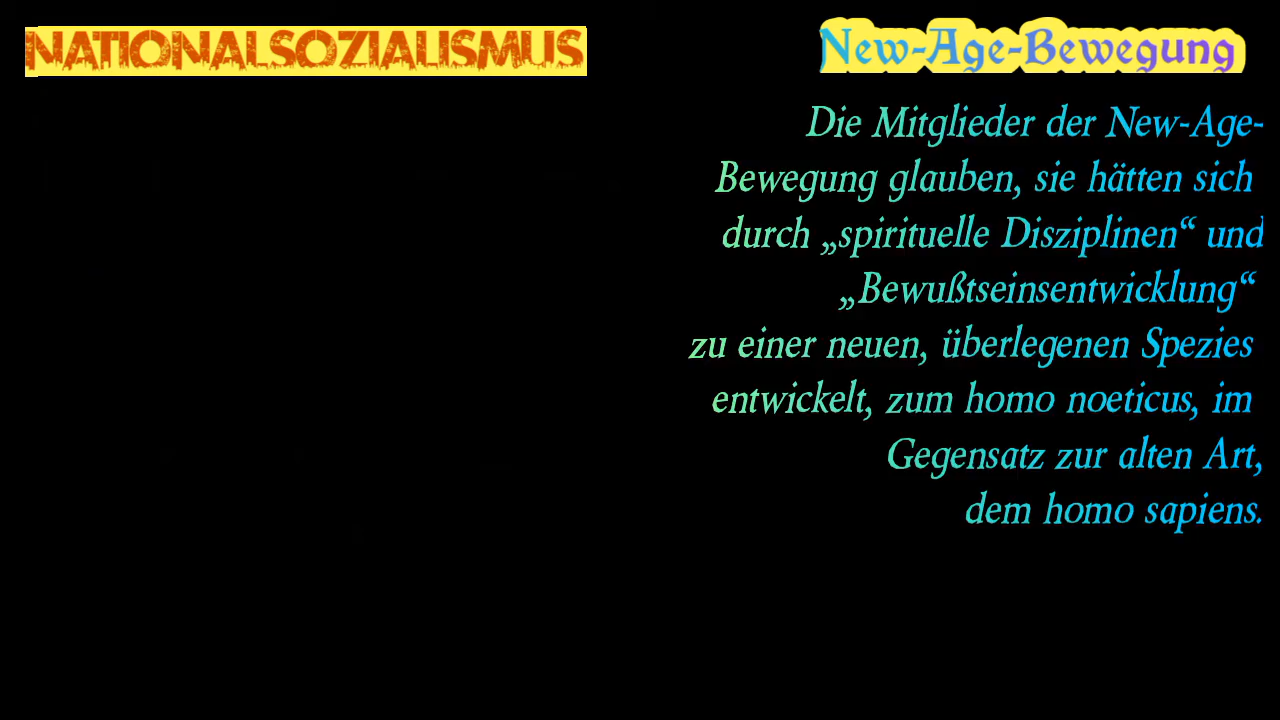 NATIONALSOZIALISMUS
New-Age-Bewegung
Die Mitglieder der New-Age-
Bewegung glauben, sie hätten sich
durch „spirituelle Disziplinen“ und
„Bewußtseinsentwicklung“
zu einer neuen, überlegenen Spezies
entwickelt, zum homo noeticus, im
Gegensatz zur alten Art,
dem homo sapiens.